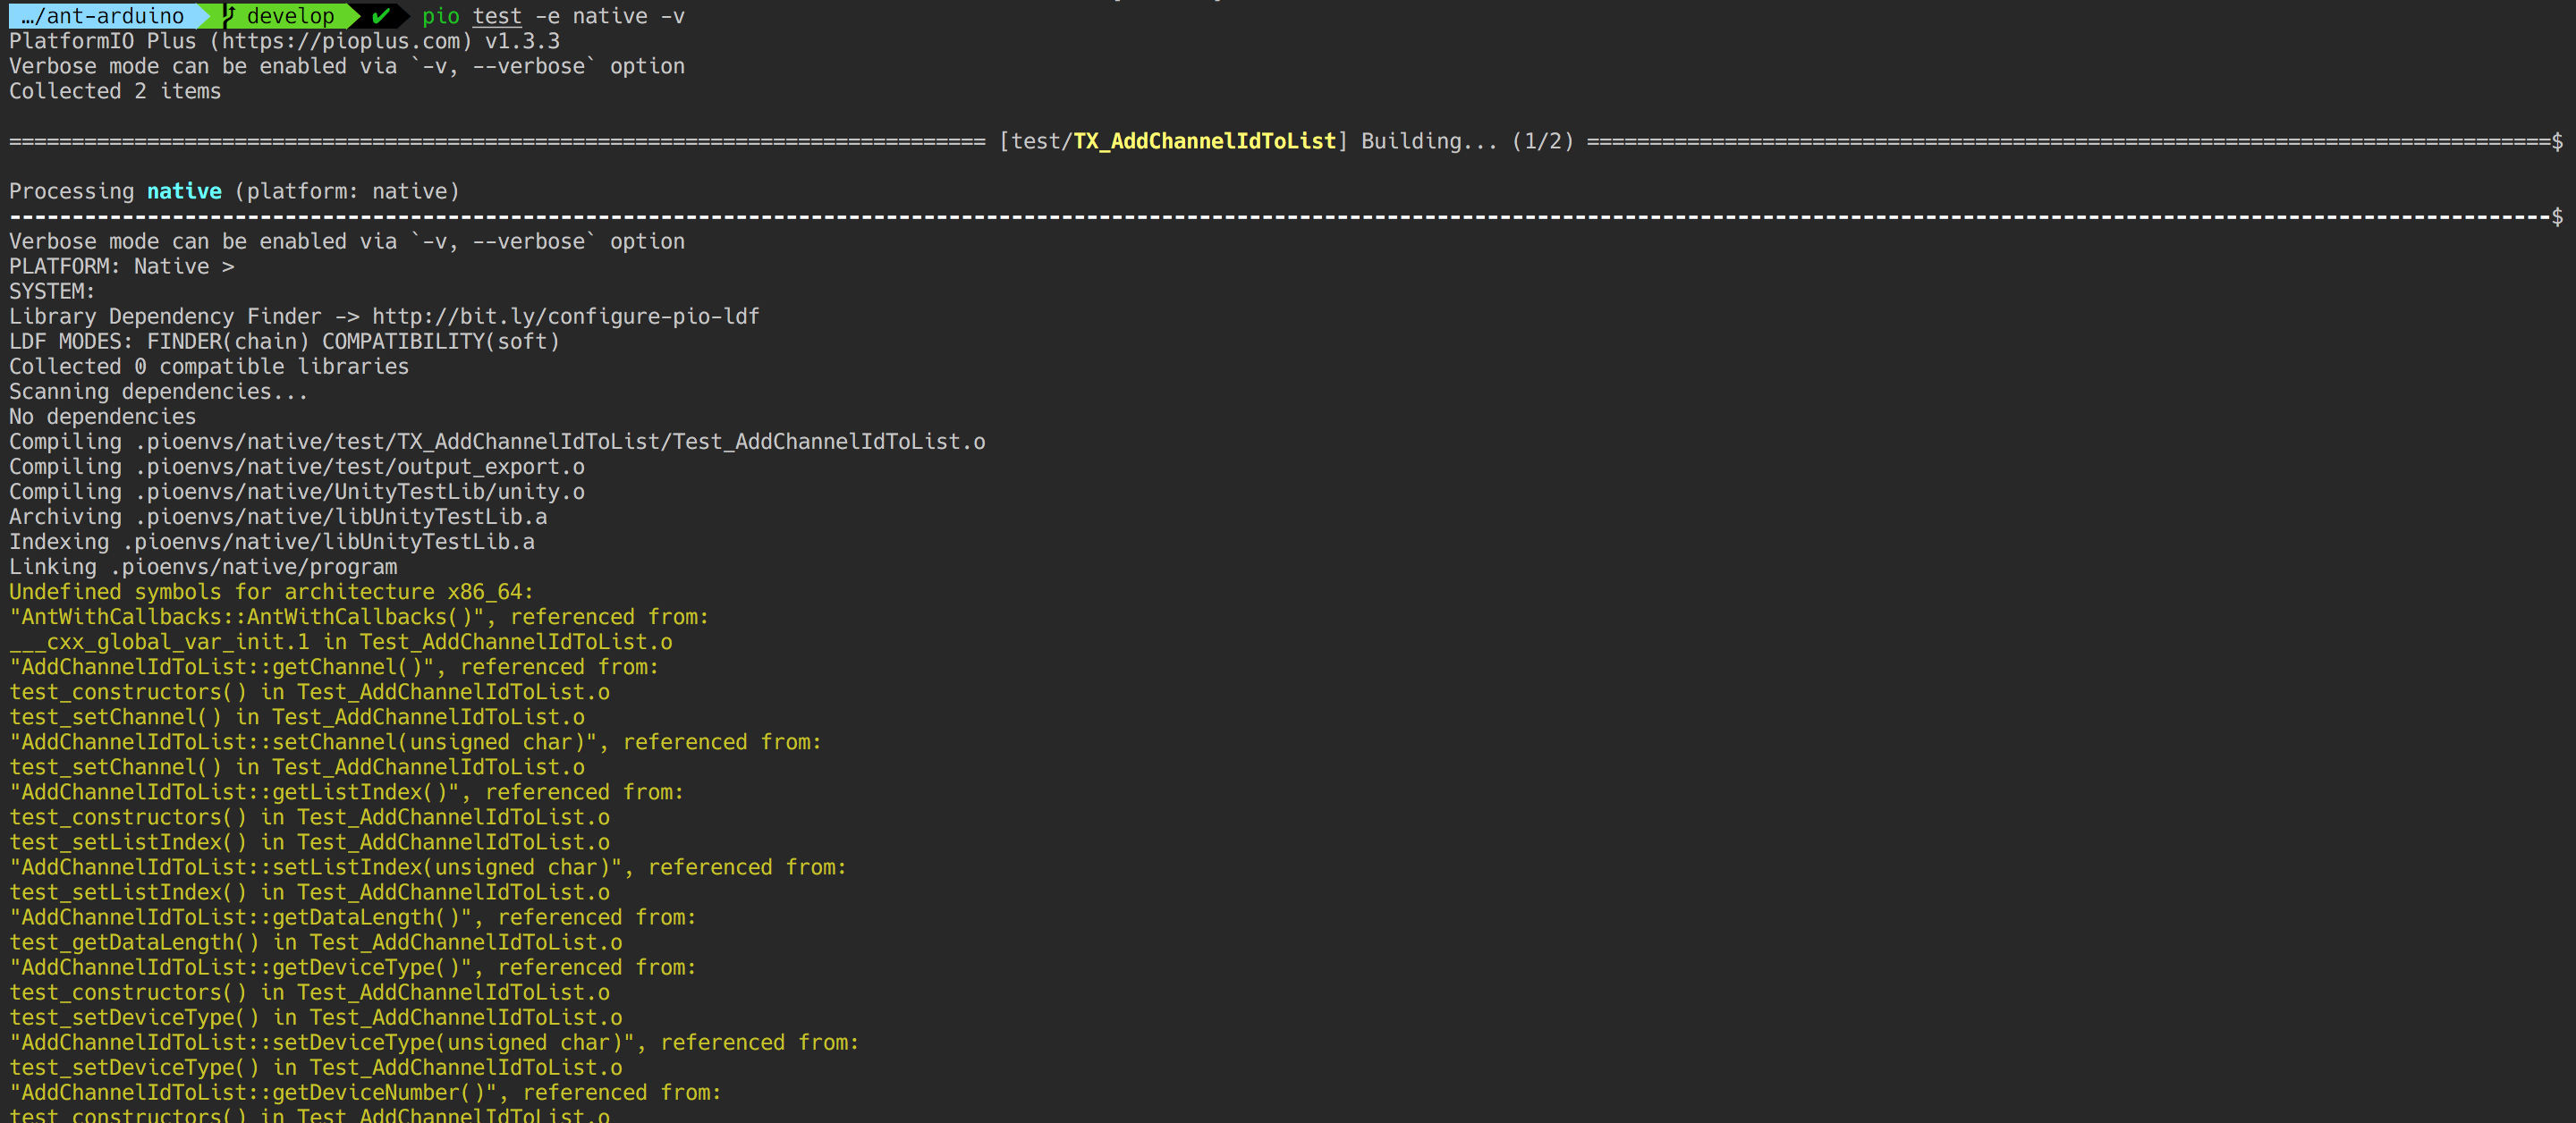 …/ant-arduino develop ✔ pio test -e native -v
PlatformIO Plus (https://pioplus.com) v1.3.3
Verbose mode can be enabled via `-v, --verbose` option
Collected 2 items
============================================================================== [test/TX_AddChannelIdToList] Building... (1/2) =============================================================================$
Processing native (platform: native)
-----------------------------------------------------------------------------------------------------------------------------------------------------------------------------------------------------------$
Verbose mode can be enabled via `-v, --verbose` option
PLATFORM: Native >
SYSTEM:
Library Dependency Finder -> http://bit.ly/configure-pio-ldf
LDF MODES: FINDER(chain) COMPATIBILITY(soft)
Collected 0 compatible libraries
Scanning dependencies...
No dependencies
Compiling .pioenvs/native/test/TX_AddChannelIdToList/Test_AddChannelIdToList.o
Compiling .pioenvs/native/test/output_export.o
Compiling .pioenvs/native/UnityTestLib/unity.o
Archiving .pioenvs/native/libUnityTestLib.a
Indexing .pioenvs/native/libUnityTestLib.a
Linking .pioenvs/native/program
Undefined symbols for architecture x86_64:
"AntWithCallbacks::AntWithCallbacks()", referenced from:
___cxx_global_var_init.1 in Test_AddChannelIdToList.o
"AddChannelIdToList::getChannel()", referenced from:
test_constructors() in Test_AddChannelIdToList.o
test_setChannel() in Test_AddChannelIdToList.o
"AddChannelIdToList::setChannel(unsigned char)", referenced from:
test_setChannel() in Test_AddChannelIdToList.o
"AddChannelIdToList::getListIndex()", referenced from:
test_constructors() in Test_AddChannelIdToList.o
test_setListIndex() in Test_AddChannelIdToList.o
"AddChannelIdToList::setListIndex(unsigned char)", referenced from:
test_setListIndex() in Test_AddChannelIdToList.o
"AddChannelIdToList::getDataLength()", referenced from:
test_getDataLength() in Test_AddChannelIdToList.o
"AddChannelIdToList::getDeviceType()", referenced from:
test_constructors() in Test_AddChannelIdToList.o
test_setDeviceType() in Test_AddChannelIdToList.o
"AddChannelIdToList::setDeviceType(unsigned char)", referenced from:
test_setDeviceType() in Test_AddChannelIdToList.o
"AddChannelIdToList::getDeviceNumber()", referenced from:
test_constructors() in Test_AddChannelIdToList.o